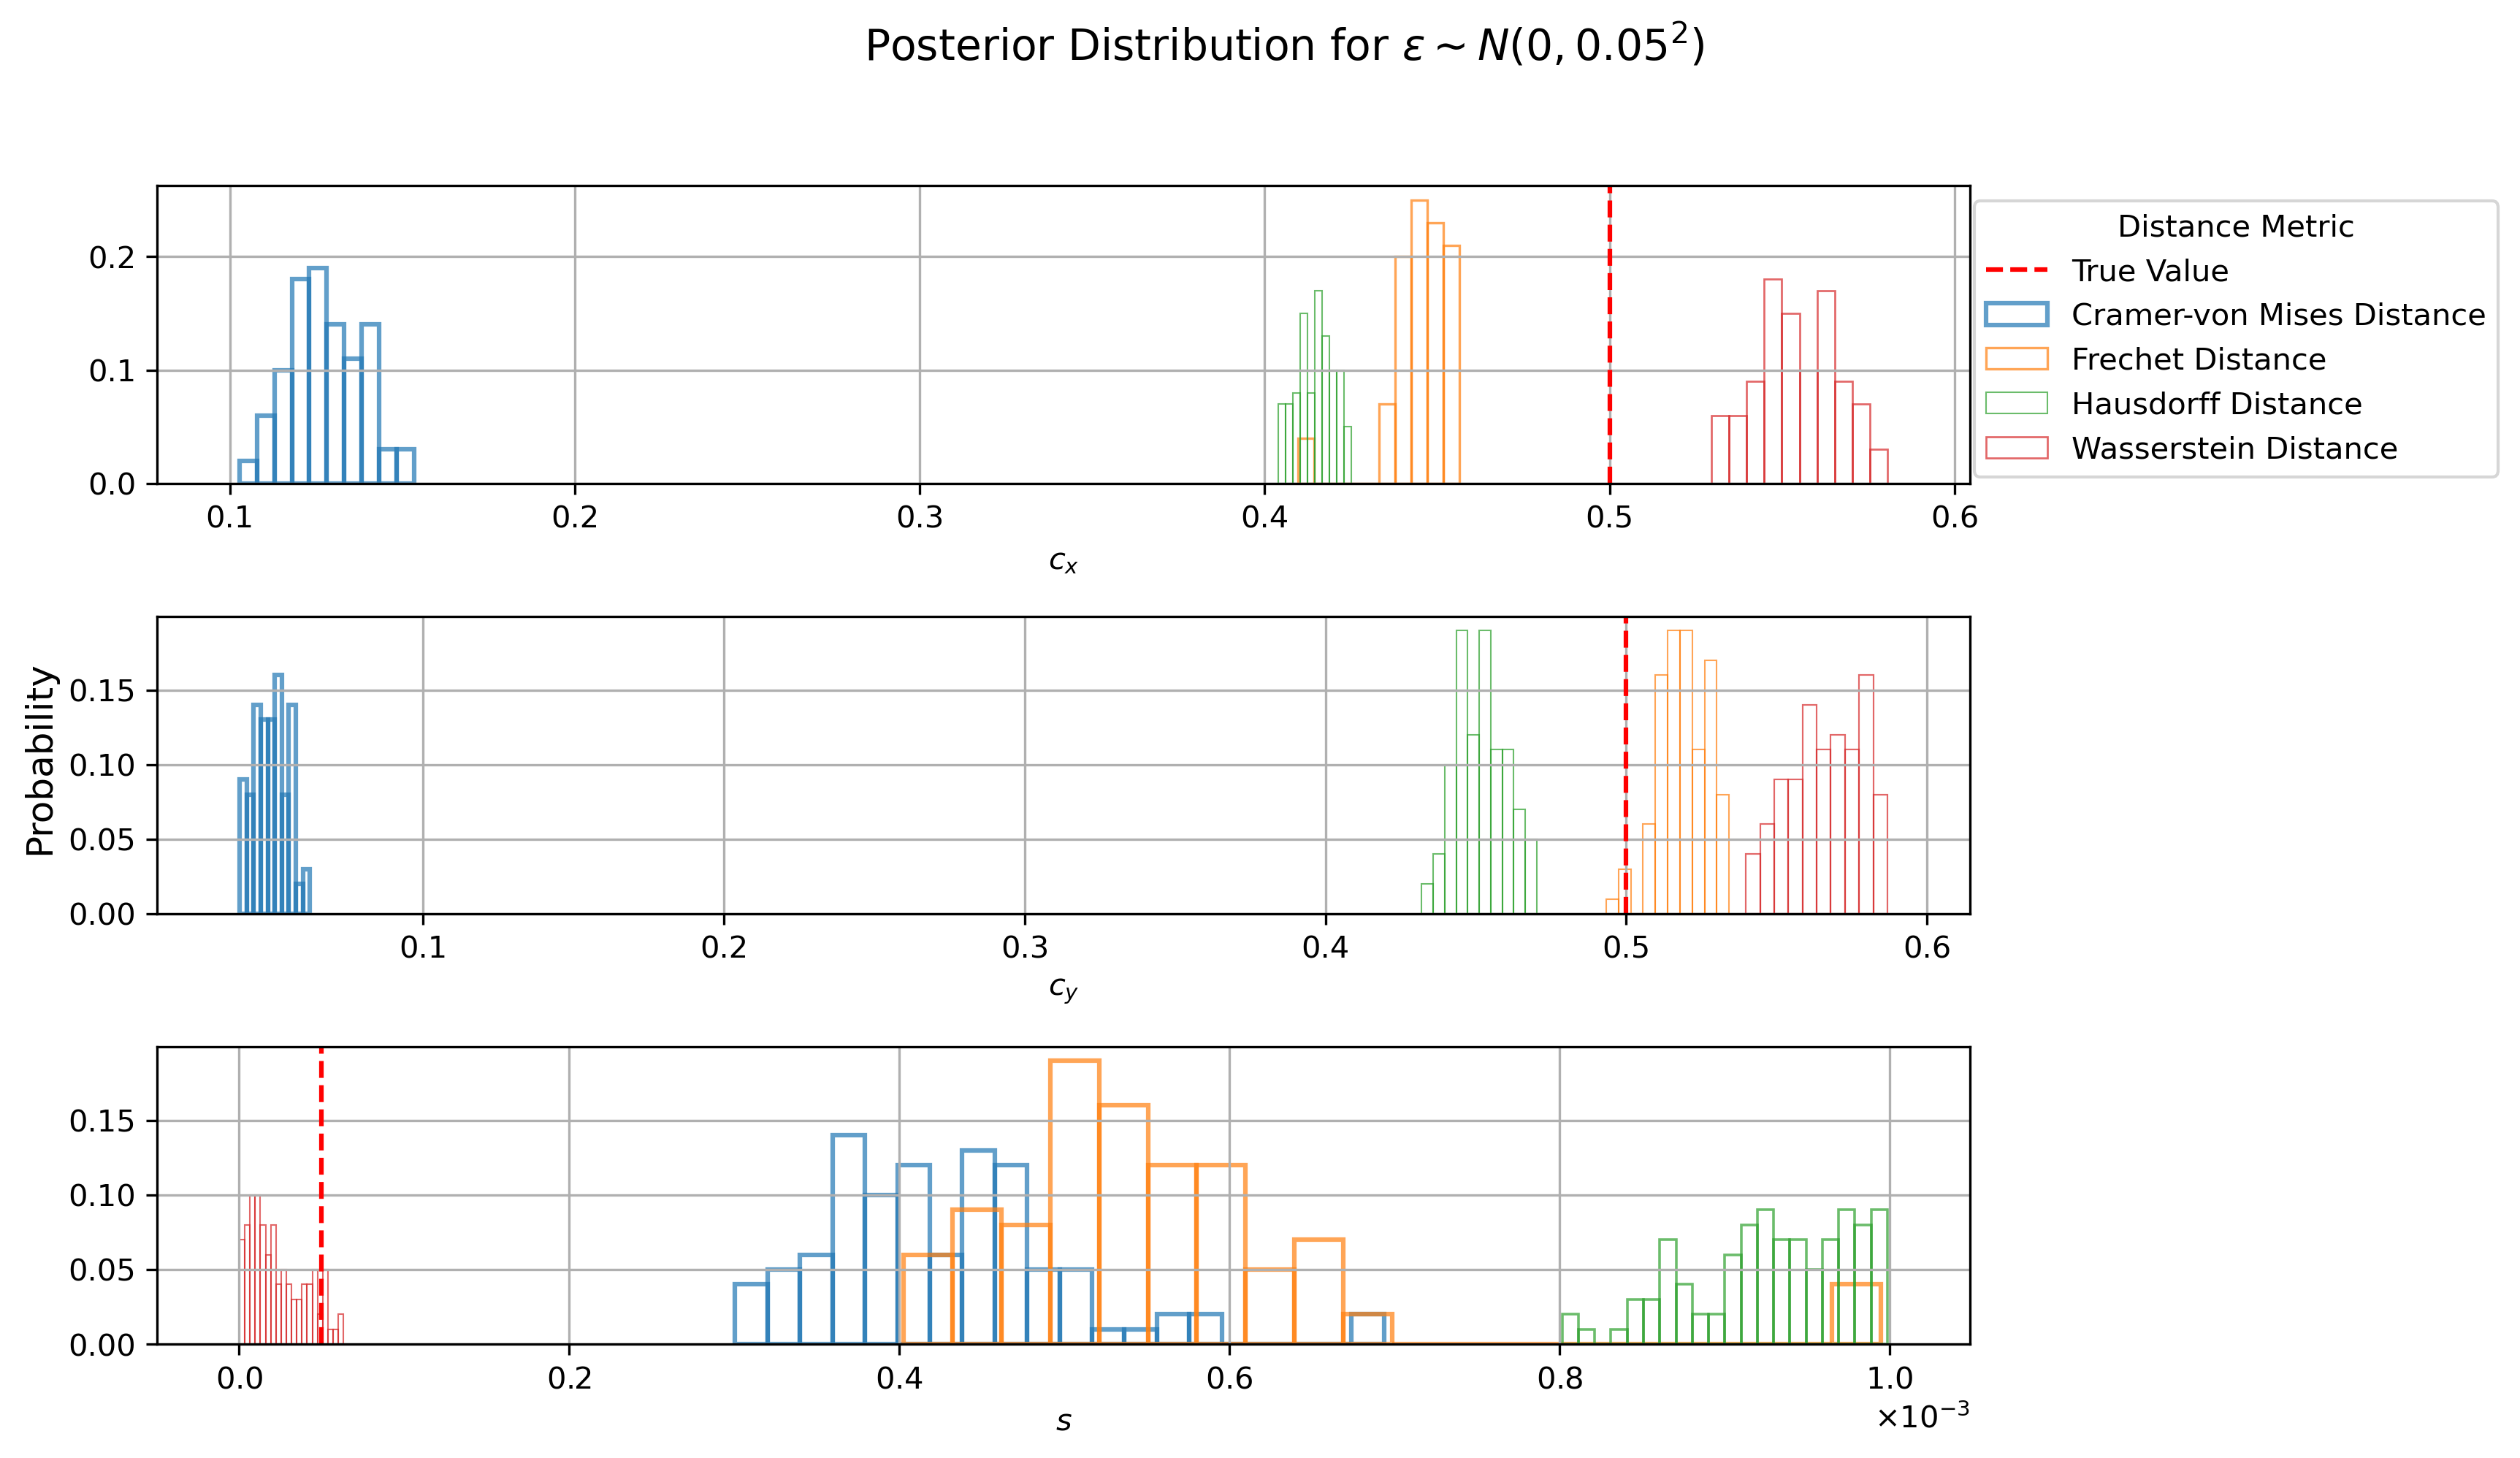 Posterior Distribution for ε ~ N(0, 0.05²)
0.2
0.1
0.0
0.1 0.2 0.3 0.4 0.5 0.6
cₓ
Distance Metric
True Value
Cramer-von Mises Distance
Frechet Distance
Hausdorff Distance
Wasserstein Distance
Probability
0.15
0.10
0.05
0.00
0.1 0.2 0.3 0.4 0.5 0.6
c_y
0.15
0.10
0.05
0.00
0.0 0.2 0.4 0.6 0.8 1.0
×10⁻³
s